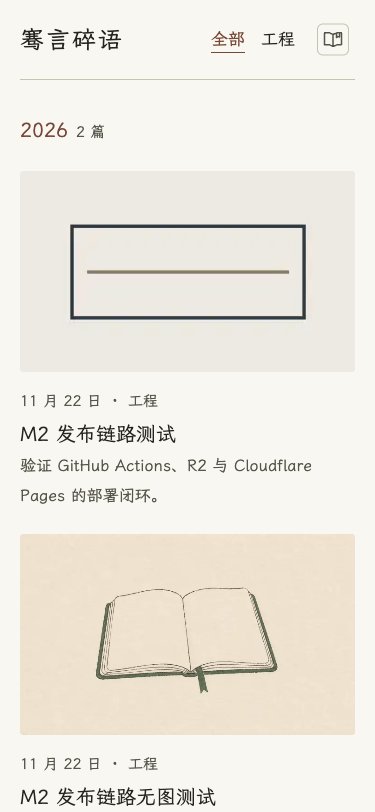 骞言碎语
全部 工程
2026 2 篇
11 月 22 日 · 工程
M2 发布链路测试
验证 GitHub Actions、R2 与 Cloudflare
Pages 的部署闭环。
11 月 22 日 · 工程
M2 发布链路无图测试